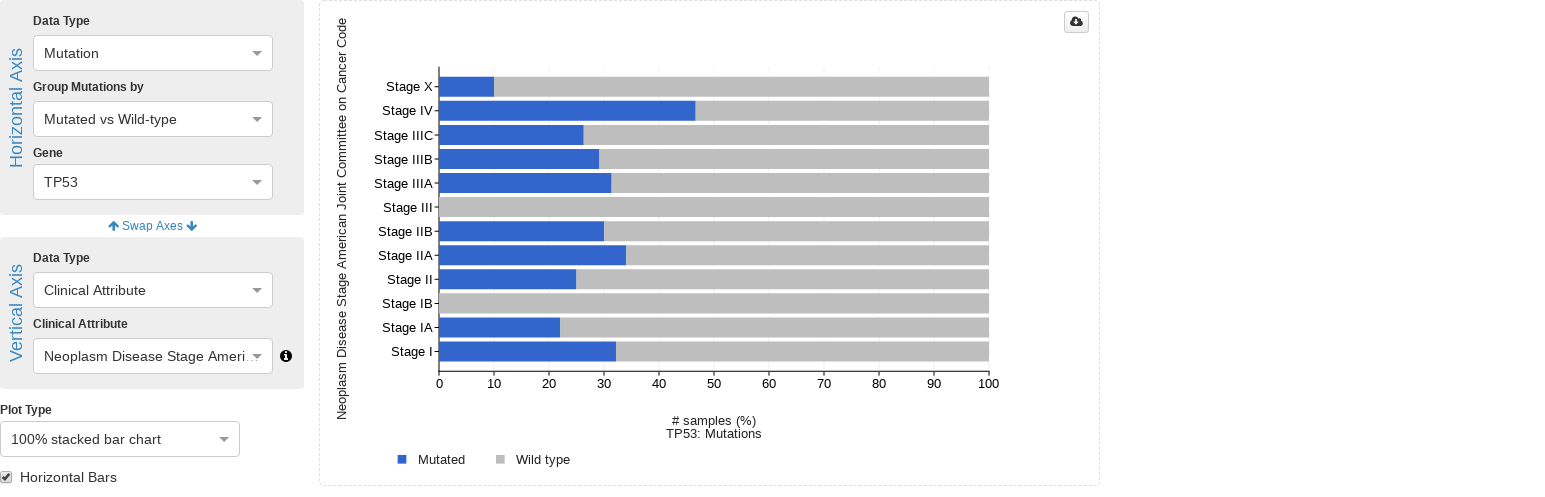 Horizontal Axis
Data Type
Mutation
Group Mutations by
Mutated vs Wild-type
Gene
TP53
Swap Axes
Vertical Axis
Data Type
Clinical Attribute
Clinical Attribute
Neoplasm Disease Stage Ameri...
Plot Type
100% stacked bar chart
Horizontal Bars
Neoplasm Disease Stage American Joint Committee on Cancer Code
Stage X
Stage IV
Stage IIIC
Stage IIIB
Stage IIIA
Stage III
Stage IIB
Stage IIA
Stage II
Stage IB
Stage IA
Stage I
0 10 20 30 40 50 60 70 80 90 100
# samples (%)
TP53: Mutations
Mutated Wild type